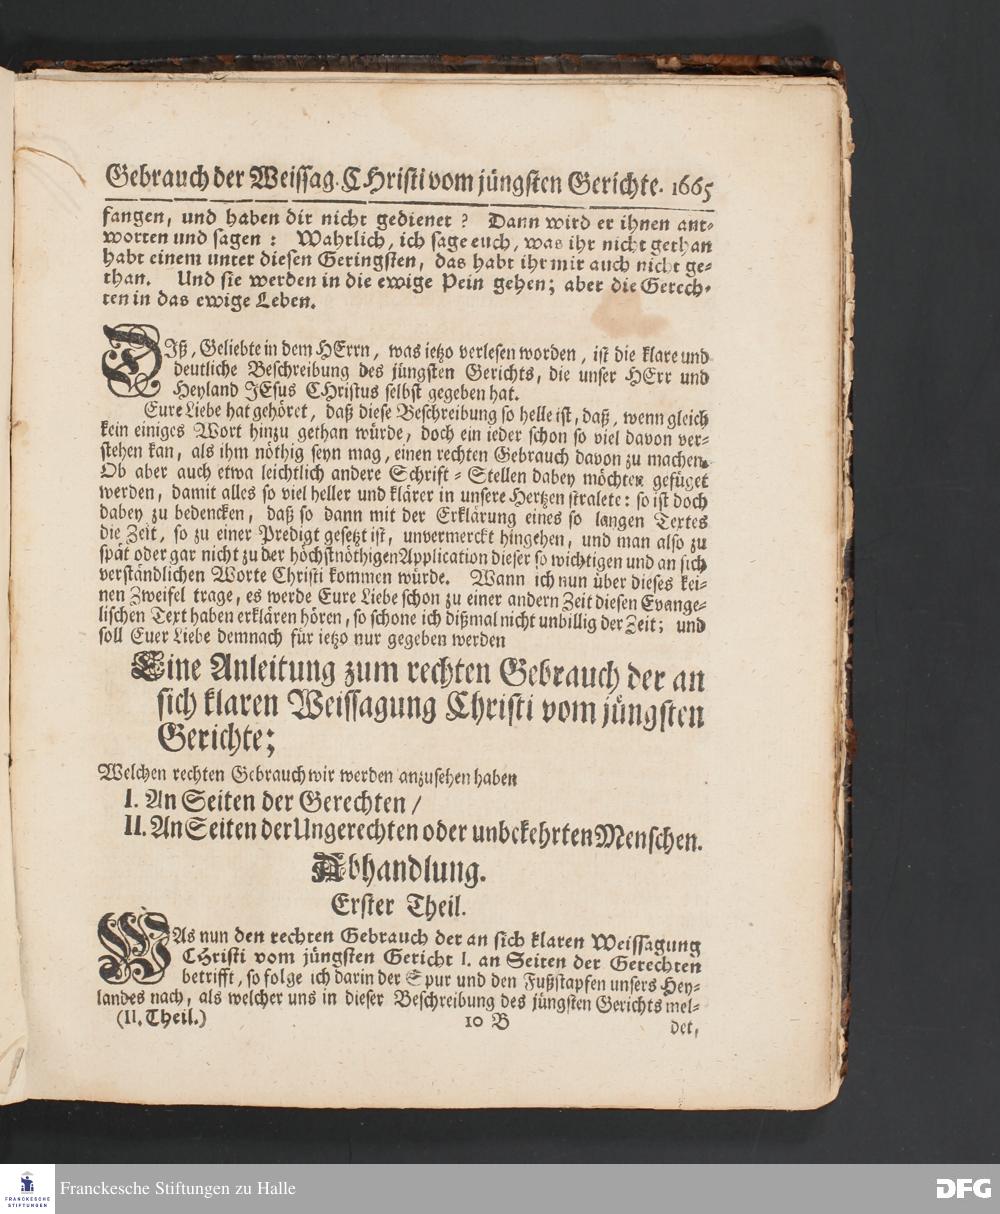 Gebrauch der Weissag. CHristi vom jüngsten Gerichte. 1665
fangen, und haben dir nicht gedienet? Dann wird er ihnen ant-
worten und sagen: Wahrlich, ich sage euch, was ihr nicht gethan
habt einem unter diesen Geringsten, das habt ihr mir auch nicht ge-
than. Und sie werden in die ewige Pein gehen; aber die Gerech-
ten in das ewige Leben.
DIß, Geliebte in dem HErrn, was ietzo verlesen worden, ist die klare und
deutliche Beschreibung des jüngsten Gerichts, die unser HErr und
Heyland JEsus CHristus selbst gegeben hat.
Eure Liebe hat gehöret, daß diese Beschreibung so helle ist, daß, wenn gleich
kein einiges Wort hinzu gethan würde, doch ein ieder schon so viel davon ver-
stehen kan, als ihm nöthig seyn mag, einen rechten Gebrauch davon zu machen.
Ob aber auch etwa leichtlich andere Schrift-Stellen dabey möchten gefüget
werden, damit alles so viel heller und klärer in unsere Hertzen stralete: so ist doch
dabey zu bedencken, daß so dann mit der Erklärung eines so langen Textes
die Zeit, so zu einer Predigt gesetzt ist, unvermerckt hingehen, und man also zu
spät oder gar nicht zu der höchstnöthigen Application dieser so wichtigen und an sich
verständlichen Worte Christi kommen würde. Wann ich nun über dieses kei-
nen Zweifel trage, es werde Eure Liebe schon zu einer andern Zeit diesen Evange-
lischen Text haben erklären hören, so schone ich dißmal nicht unbillig der Zeit; und
soll Euer Liebe demnach für ietzo nur gegeben werden
Eine Anleitung zum rechten Gebrauch der an
sich klaren Weissagung Christi vom jüngsten
Gerichte;
Welchen rechten Gebrauch wir werden anzusehen haben
I. An Seiten der Gerechten /
II. An Seiten der Ungerechten oder unbekehrten Menschen.
Abhandlung.
Erster Theil.
WAs nun den rechten Gebrauch der an sich klaren Weissagung
CHristi vom jüngsten Gericht I. an Seiten der Gerechten
betrifft, so folge ich darin der Spur und den Fußstapfen unsers Hey-
landes nach, als welcher uns in dieser Beschreibung des jüngsten Gerichts mel-
(II. Theil.) 10 B det,
FRANCKESCHE
STIFTUNGEN
Franckesche Stiftungen zu Halle
DFG